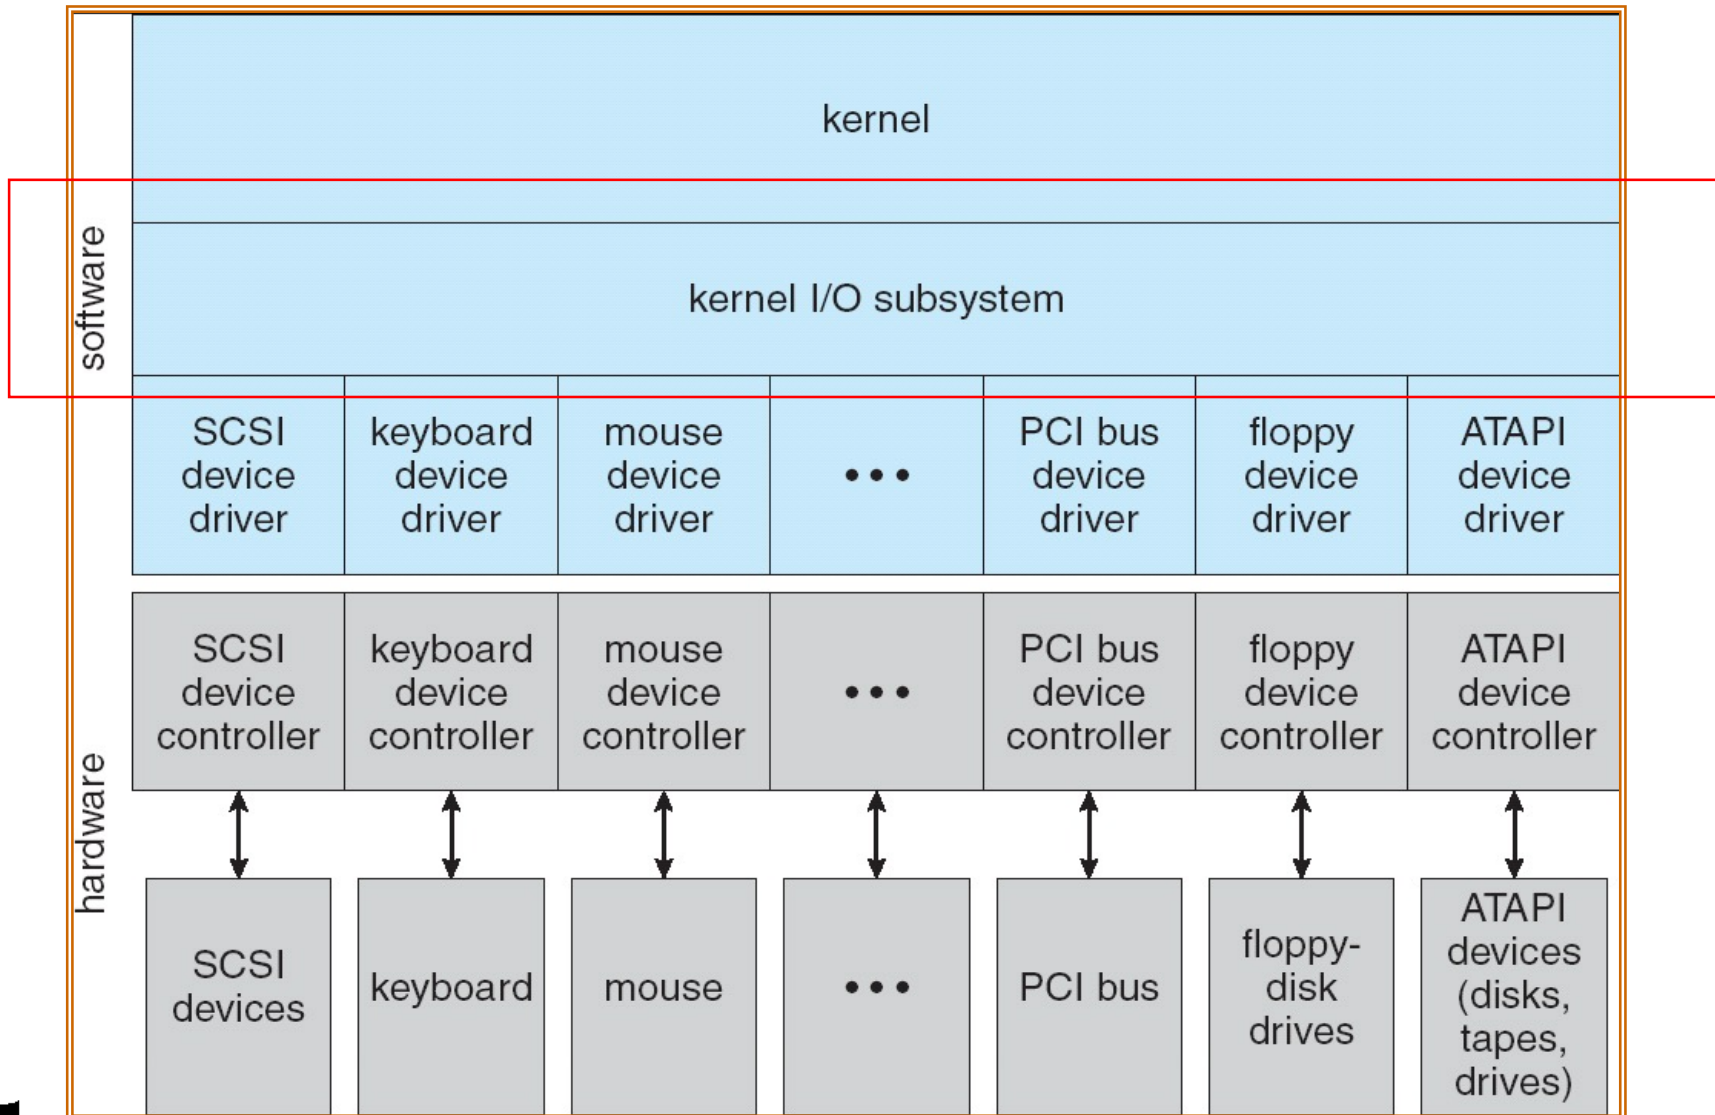 kernel
software
kernel I/O subsystem
SCSI
device
driver
keyboard
device
driver
mouse
device
driver
•••
PCI bus
device
driver
floppy
device
driver
ATAPI
device
driver
hardware
SCSI
device
controller
keyboard
device
controller
mouse
device
controller
•••
PCI bus
device
controller
floppy
device
controller
ATAPI
device
controller
SCSI
devices
keyboard
mouse
•••
PCI bus
floppy-
disk
drives
ATAPI
devices
(disks,
tapes,
drives)